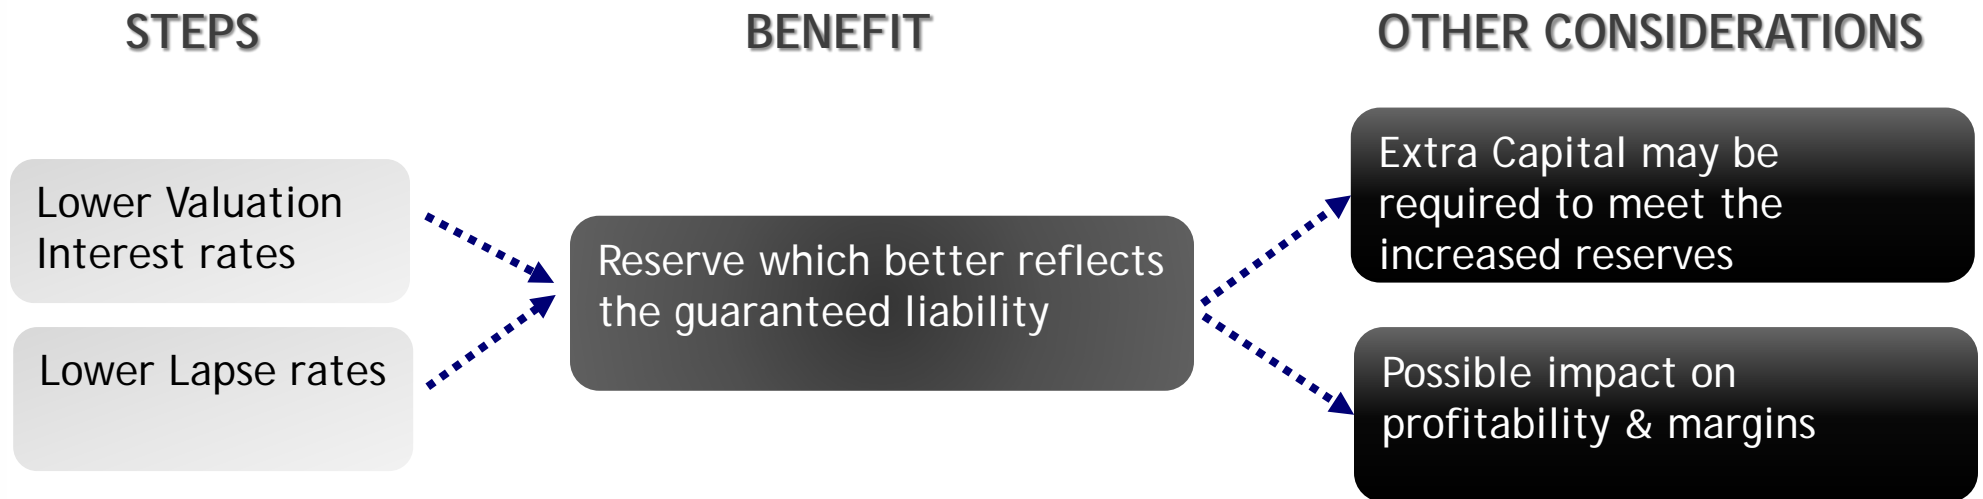 STEPS
BENEFIT
OTHER CONSIDERATIONS
Lower Valuation
Interest rates
Lower Lapse rates
Reserve which better reflects
the guaranteed liability
Extra Capital may be
required to meet the
increased reserves
Possible impact on
profitability & margins